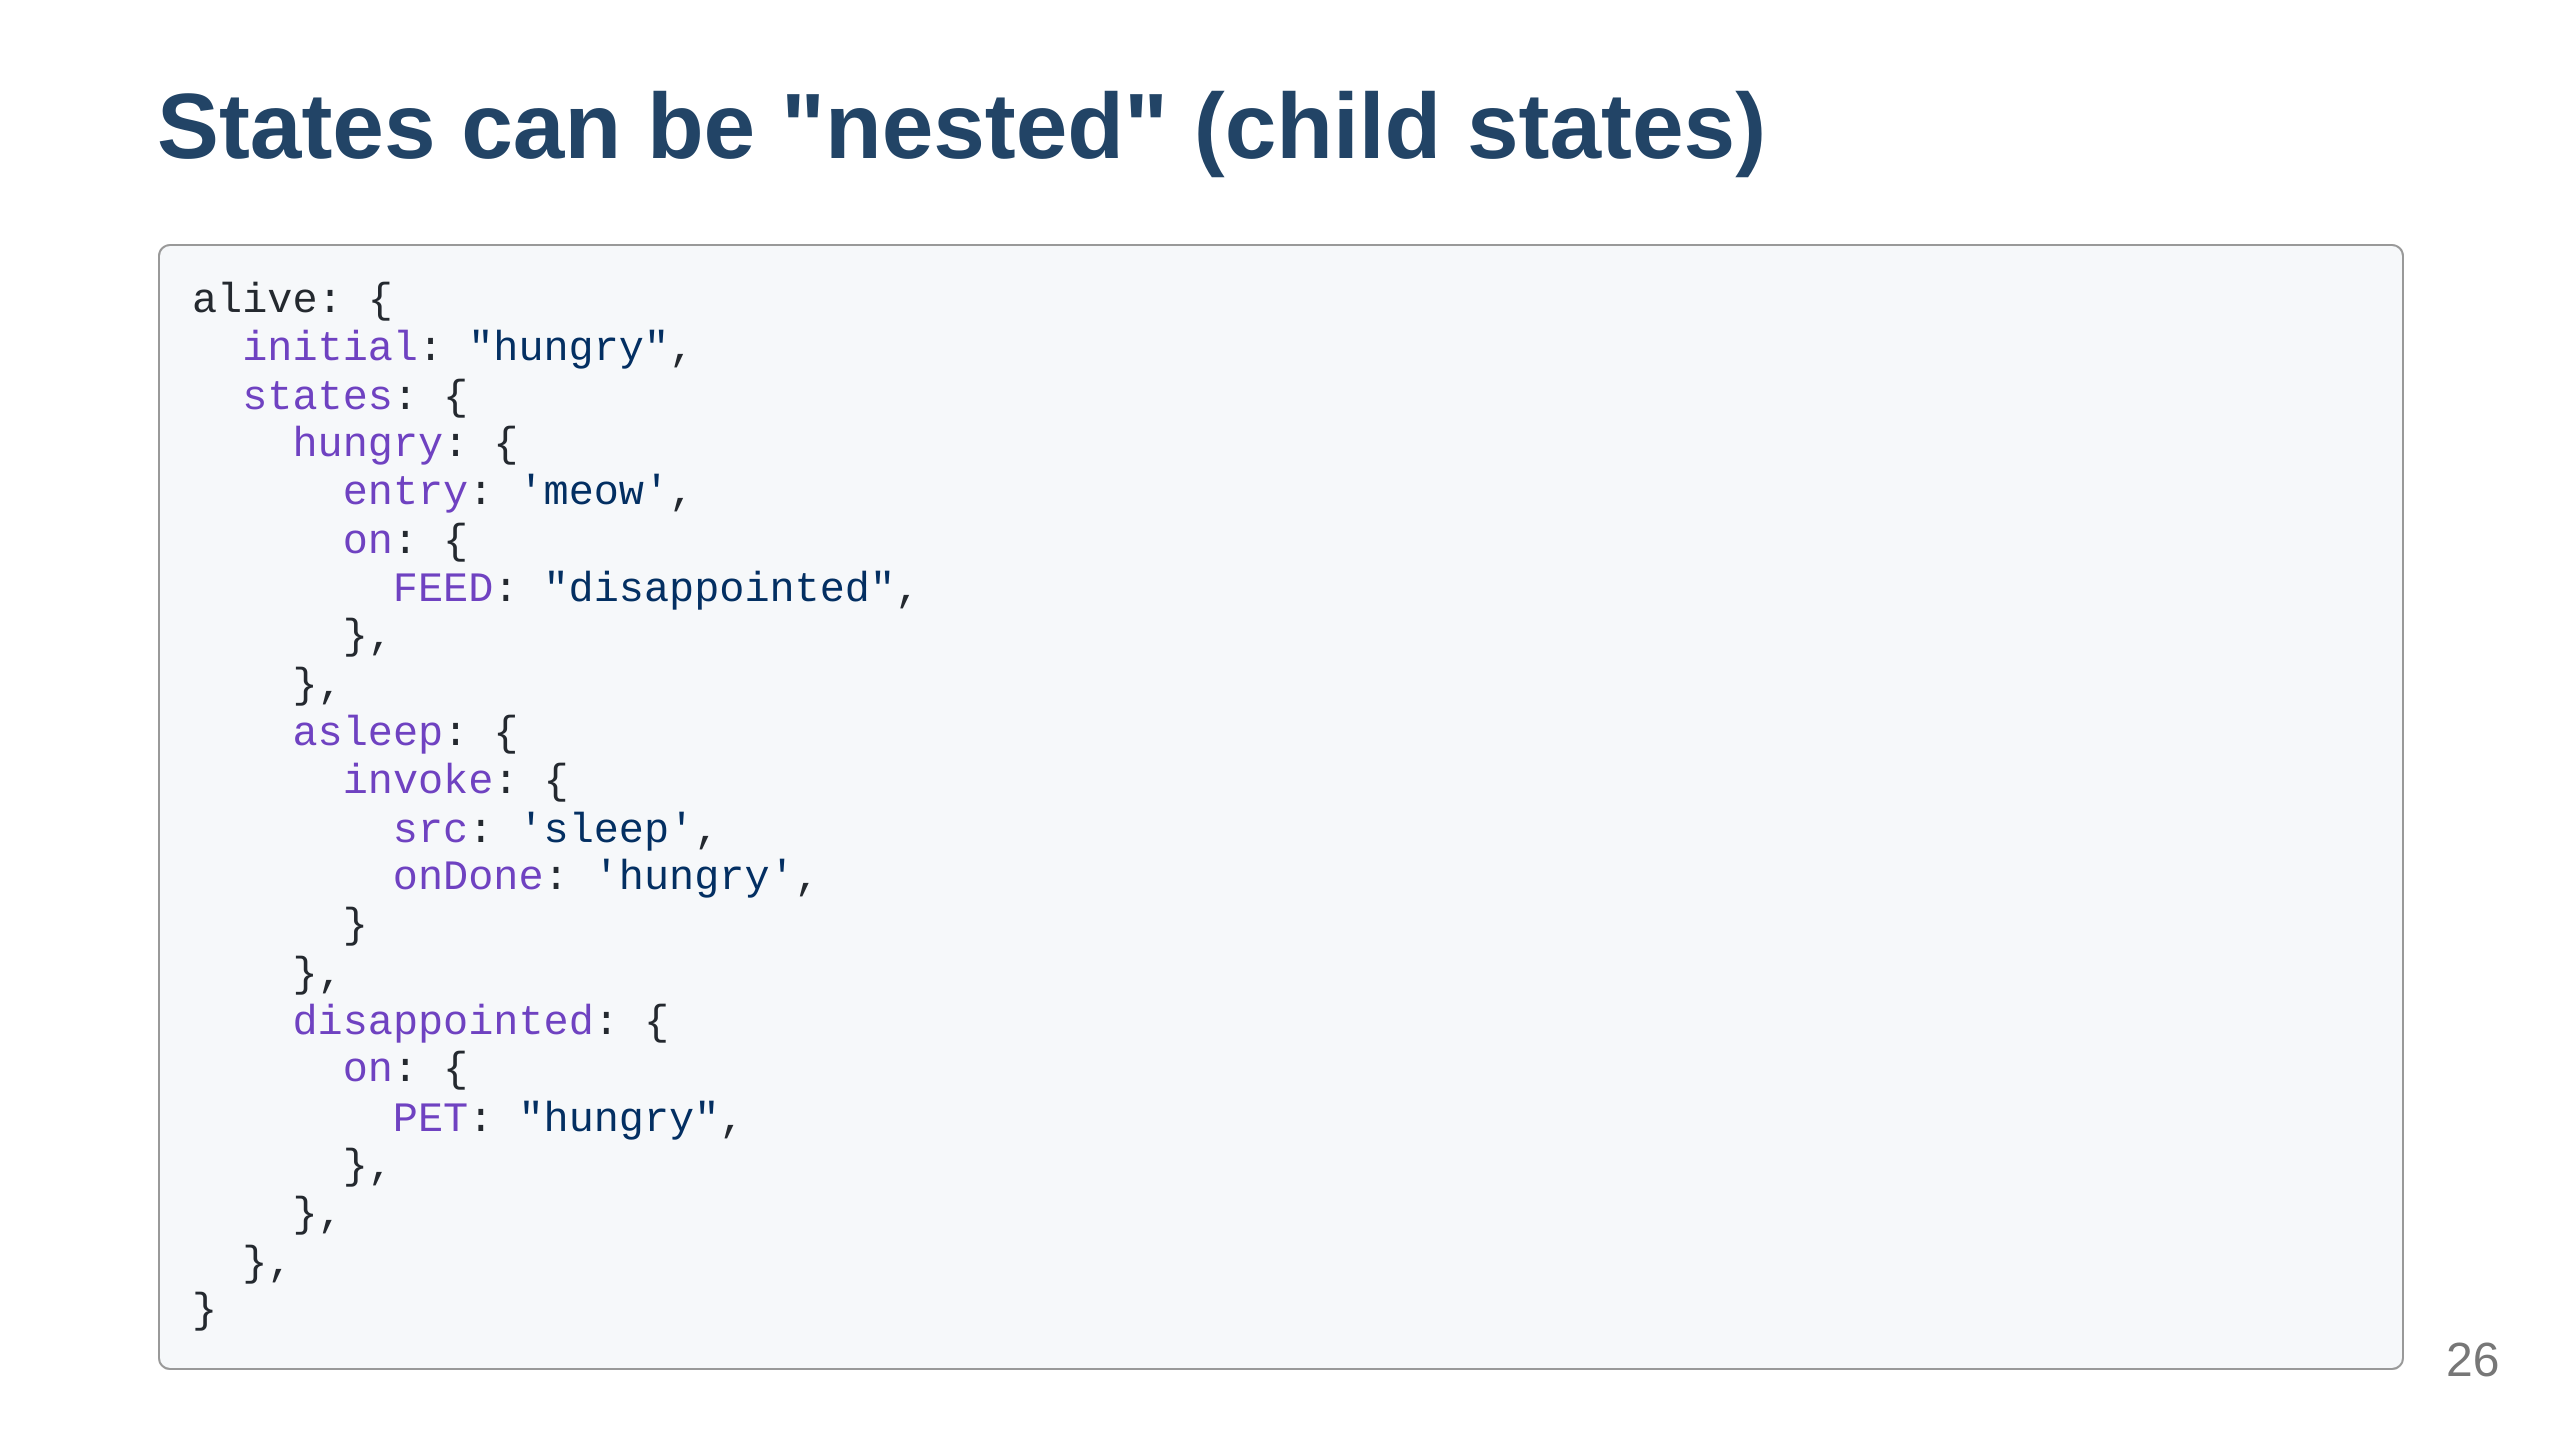 States can be "nested" (child states)
alive: {
  initial: "hungry",
  states: {
    hungry: {
      entry: 'meow',
      on: {
        FEED: "disappointed",
      },
    },
    asleep: {
      invoke: {
        src: 'sleep',
        onDone: 'hungry',
      }
    },
    disappointed: {
      on: {
        PET: "hungry",
      },
    },
  },
}
26